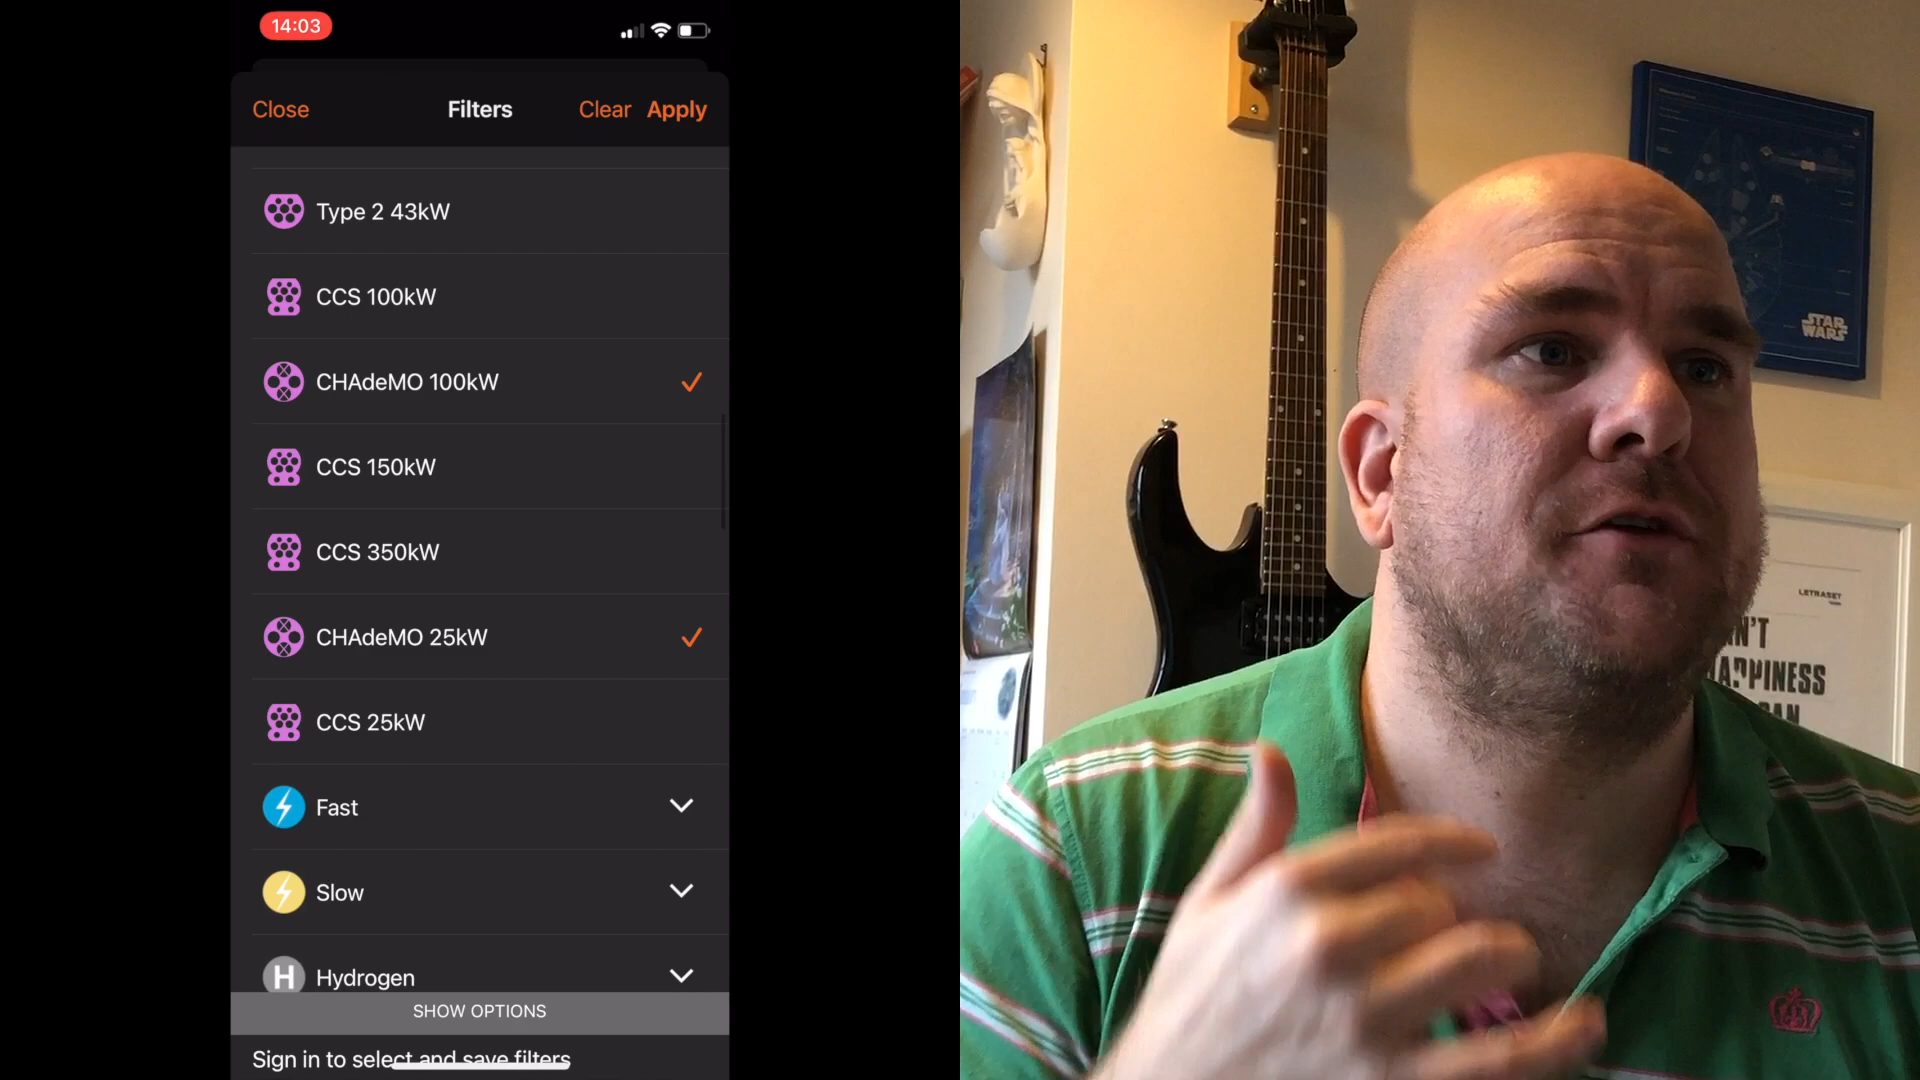 14:03
Close
Filters
Clear
Apply
Type 2 43kW
CCS 100kW
CHAdeMO 100kW
CCS 150kW
CCS 350kW
CHAdeMO 25kW
CCS 25kW
Fast
Slow
H
Hydrogen
SHOW OPTIONS
Sign in to select and save filters
STAR
WARS
LETRASET
N'T
PINESS
AN